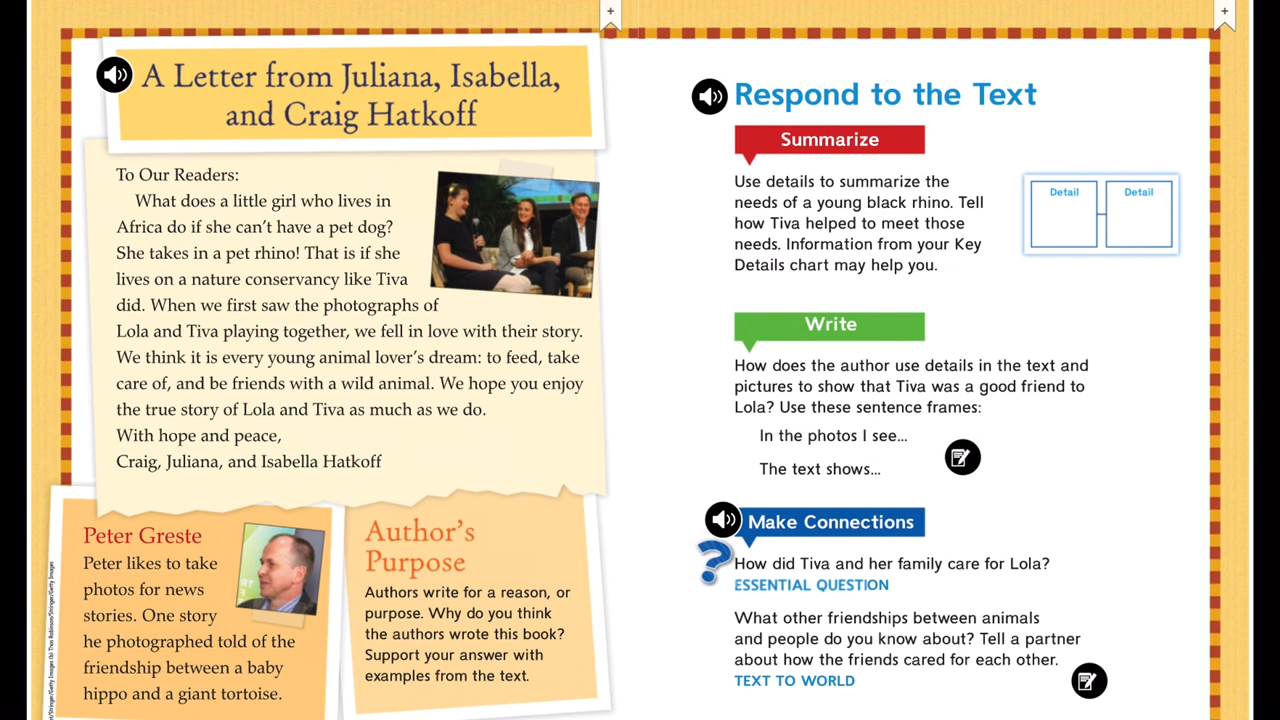 A Letter from Juliana, Isabella,
and Craig Hatkoff
To Our Readers:
What does a little girl who lives in
Africa do if she can't have a pet dog?
She takes in a pet rhino! That is if she
lives on a nature conservancy like Tiva
did. When we first saw the photographs of
Lola and Tiva playing together, we fell in love with their story.
We think it is every young animal lover's dream: to feed, take
care of, and be friends with a wild animal. We hope you enjoy
the true story of Lola and Tiva as much as we do.
With hope and peace,
Craig, Juliana, and Isabella Hatkoff
Peter Greste
Peter likes to take
photos for news
stories. One story
he photographed told of the
friendship between a baby
hippo and a giant tortoise.
Author's
Purpose
Authors write for a reason, or
purpose. Why do you think
the authors wrote this book?
Support your answer with
examples from the text.
Respond to the Text
Summarize
Use details to summarize the
needs of a young black rhino. Tell
how Tiva helped to meet those
needs. Information from your Key
Details chart may help you.
Detail Detail
Write
How does the author use details in the text and
pictures to show that Tiva was a good friend to
Lola? Use these sentence frames:
In the photos I see...
The text shows...
Make Connections
How did Tiva and her family care for Lola?
ESSENTIAL QUESTION
What other friendships between animals
and people do you know about? Tell a partner
about how the friends cared for each other.
TEXT TO WORLD